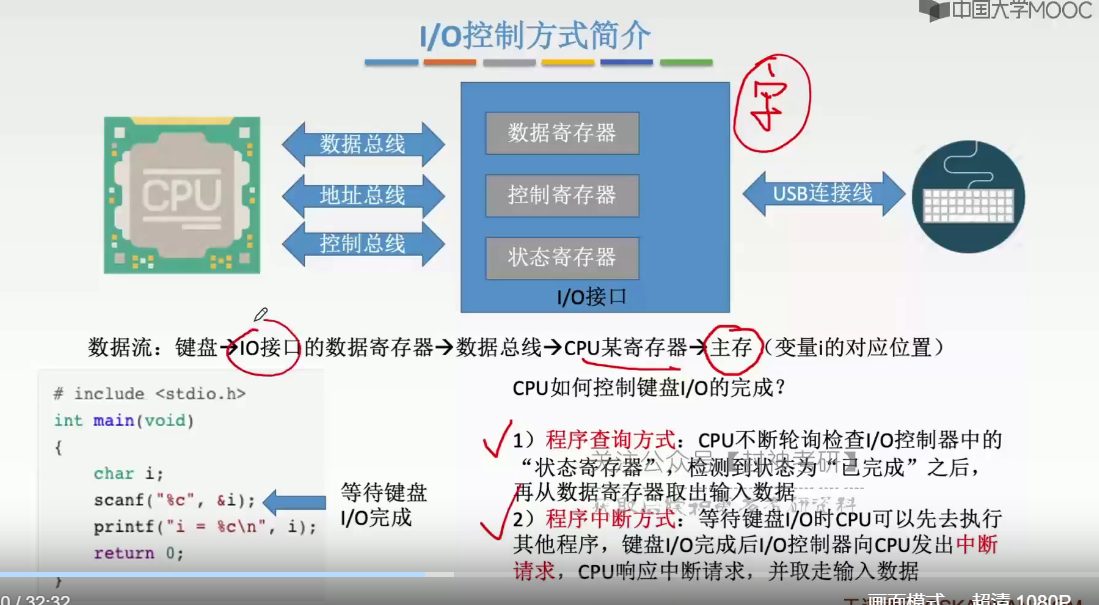 中国大学MOOC
I/O控制方式简介
字
CPU
数据总线
地址总线
控制总线
数据寄存器
控制寄存器
状态寄存器
I/O接口
USB连接线
数据流：键盘→IO接口的数据寄存器→数据总线→CPU某寄存器→主存（变量i的对应位置）
# include <stdio.h>
int main(void)
{
char i;
scanf("%c", &i);
printf("i = %c\n", i);
return 0;
}
等待键盘
I/O完成
CPU如何控制键盘I/O的完成？
1）程序查询方式：CPU不断轮询检查I/O控制器中的
“状态寄存器”，检测到状态为“已完成”之后，
再从数据寄存器取出输入数据
2）程序中断方式：等待键盘I/O时CPU可以先去执行
其他程序，键盘I/O完成后I/O控制器向CPU发出中断
请求，CPU响应中断请求，并取走输入数据
0 / 32:32
画面模式 超清 1080P